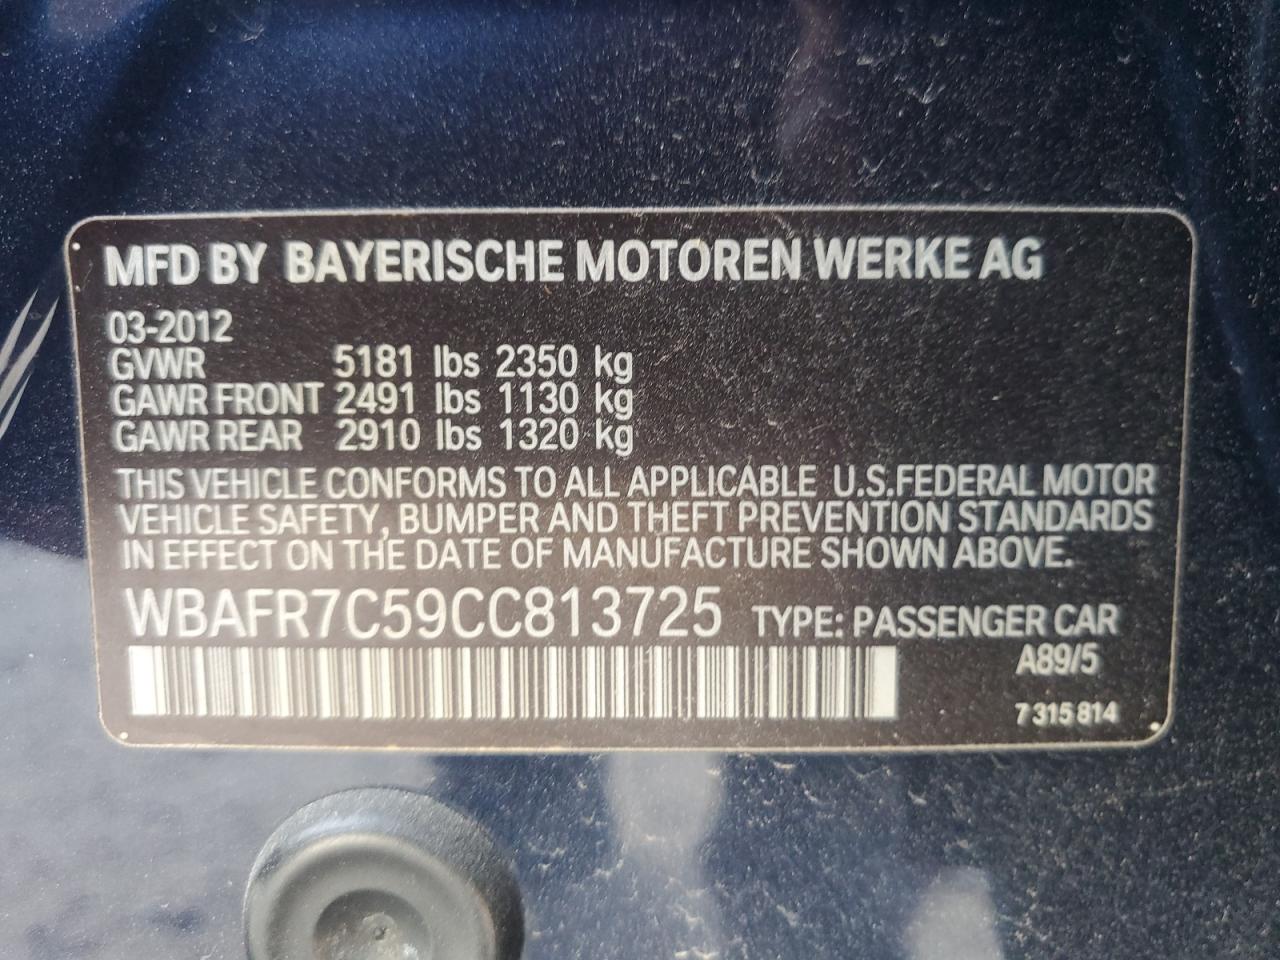 MFD BY BAYERISCHE MOTOREN WERKE AG
03-2012
GVWR 5181 lbs 2350 kg
GAWR FRONT 2491 lbs 1130 kg
GAWR REAR 2910 lbs 1320 kg
THIS VEHICLE CONFORMS TO ALL APPLICABLE U.S.FEDERAL MOTOR
VEHICLE SAFETY, BUMPER AND THEFT PREVENTION STANDARDS
IN EFFECT ON THE DATE OF MANUFACTURE SHOWN ABOVE.
WBAFR7C59CC813725 TYPE: PASSENGER CAR
A89/5
7 315 814